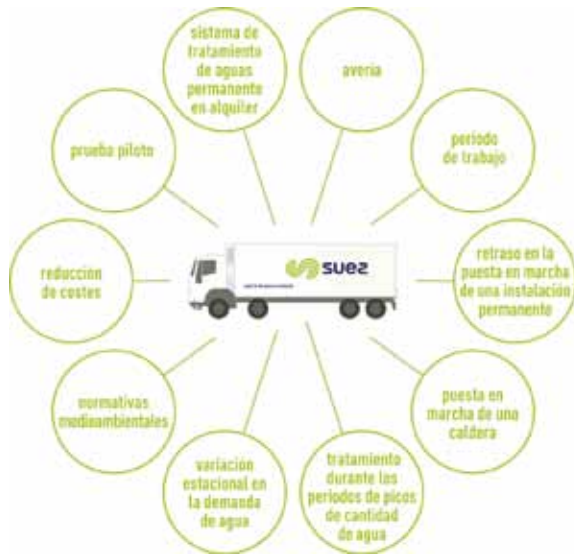 sistema de
tratamiento
de aguas
permanente
en alquiler
avería
periodo
de trabajo
retraso en la
puesta en marcha
de una instalación
permanente
puesta en
marcha de una
caldera
tratamiento
durante los
periodos de picos
de cantidad
de agua
variación
estacional en
la demanda
de agua
normativas
medioambientales
reducción
de costes
prueba piloto
suez